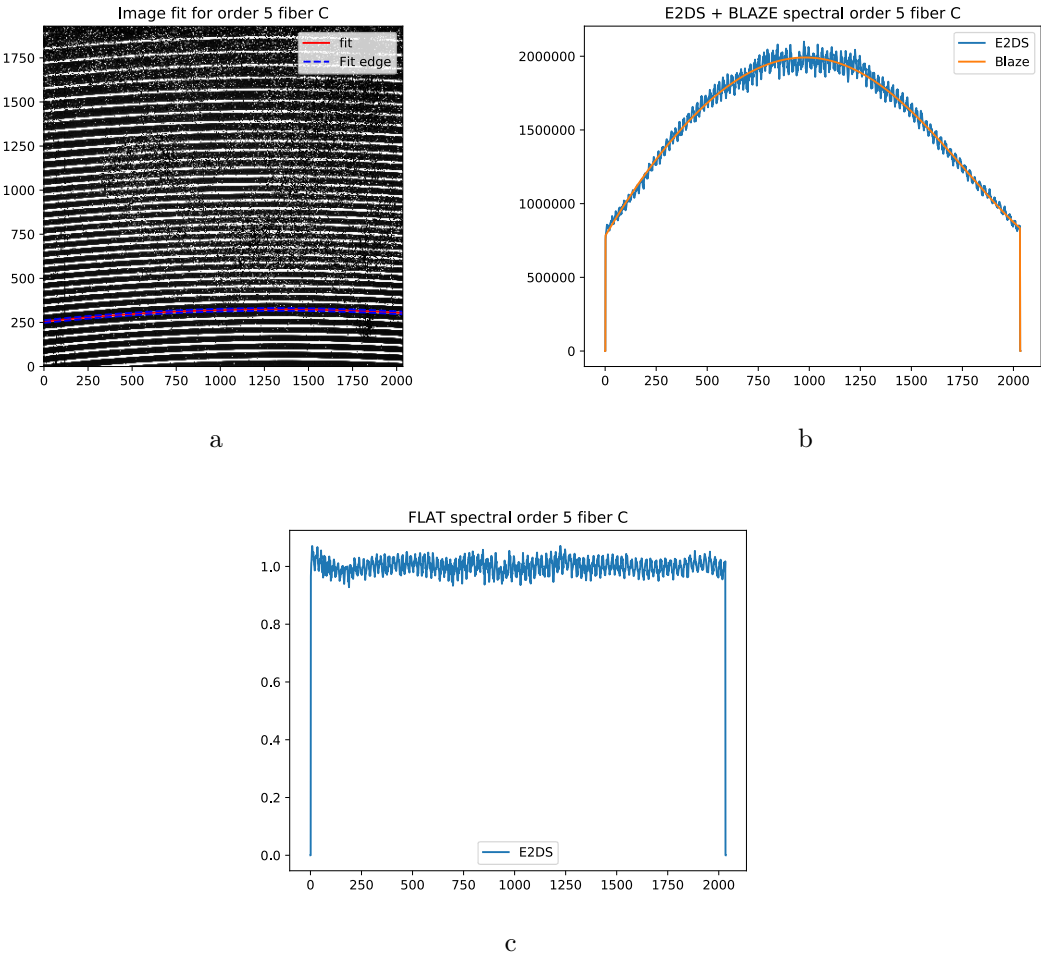 Image fit for order 5 fiber C
fit
Fit edge
1750
1500
1250
1000
750
500
250
0
0 250 500 750 1000 1250 1500 1750 2000
a
E2DS + BLAZE spectral order 5 fiber C
E2DS
Blaze
2000000
1500000
1000000
500000
0
0 250 500 750 1000 1250 1500 1750 2000
b
FLAT spectral order 5 fiber C
1.0
0.8
0.6
0.4
0.2
0.0
E2DS
0 250 500 750 1000 1250 1500 1750 2000
c